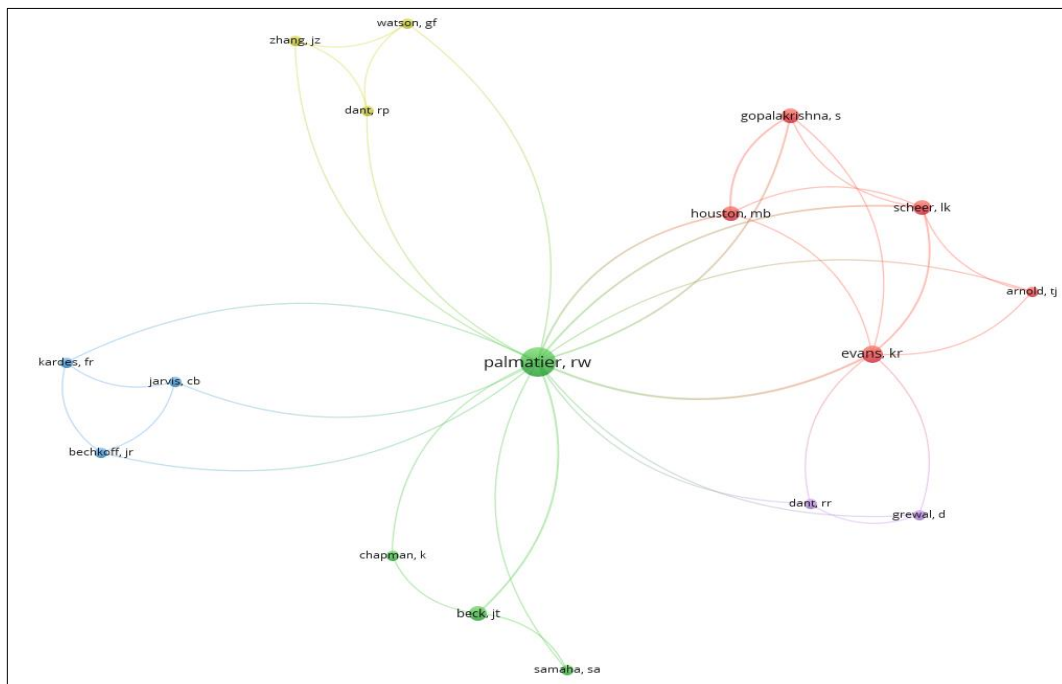 watson, gf
zhang, jz
dant, rp
gopalakrishna, s
houston, mb
scheer, lk
arnold, tj
evans, kr
palmatier, rw
kardes, fr
jarvis, cb
bechkoff, jr
dant, rr
grewal, d
chapman, k
beck, jt
samaha, sa